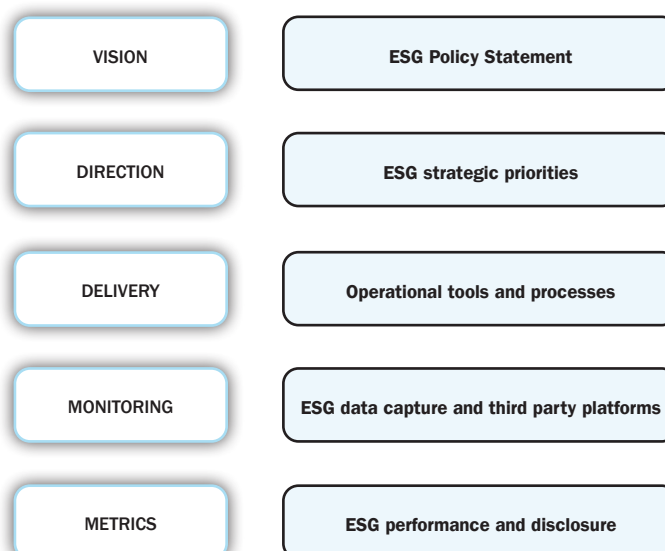 VISION
ESG Policy Statement
DIRECTION
ESG strategic priorities
DELIVERY
Operational tools and processes
MONITORING
ESG data capture and third party platforms
METRICS
ESG performance and disclosure